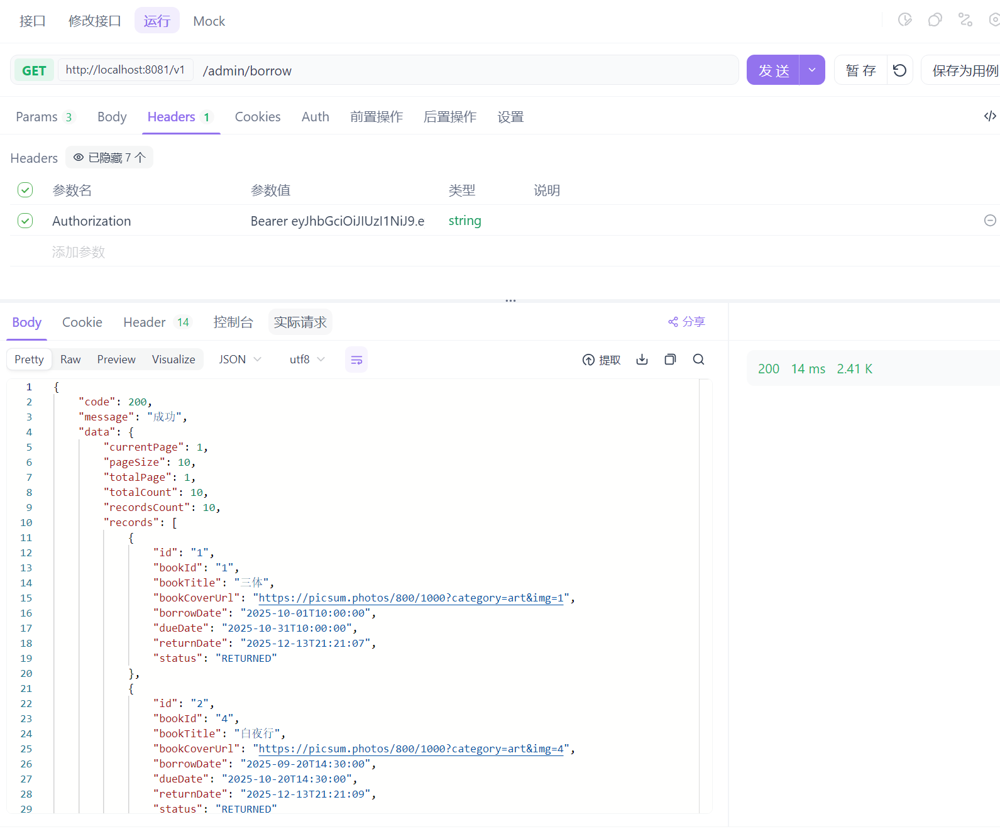 接口 修改接口 运行 Mock
GET http://localhost:8081/v1 /admin/borrow 发 送 暂 存 保存为用例
Params 3 Body Headers 1 Cookies Auth 前置操作 后置操作 设置
Headers 已隐藏 7 个
参数名 参数值 类型 说明
Authorization Bearer eyJhbGciOiJIUzI1NiJ9.e string
添加参数
Body Cookie Header 14 控制台 实际请求 分享
Pretty Raw Preview Visualize JSON utf8 提取
200 14 ms 2.41 K
1 {
2 "code": 200,
3 "message": "成功",
4 "data": {
5 "currentPage": 1,
6 "pageSize": 10,
7 "totalPage": 1,
8 "totalCount": 10,
9 "recordsCount": 10,
10 "records": [
11 {
12 "id": "1",
13 "bookId": "1",
14 "bookTitle": "三体",
15 "bookCoverUrl": "https://picsum.photos/800/1000?category=art&img=1",
16 "borrowDate": "2025-10-01T10:00:00",
17 "dueDate": "2025-10-31T10:00:00",
18 "returnDate": "2025-12-13T21:21:07",
19 "status": "RETURNED"
20 },
21 {
22 "id": "2",
23 "bookId": "4",
24 "bookTitle": "白夜行",
25 "bookCoverUrl": "https://picsum.photos/800/1000?category=art&img=4",
26 "borrowDate": "2025-09-20T14:30:00",
27 "dueDate": "2025-10-20T14:30:00",
28 "returnDate": "2025-12-13T21:21:09",
29 "status": "RETURNED"